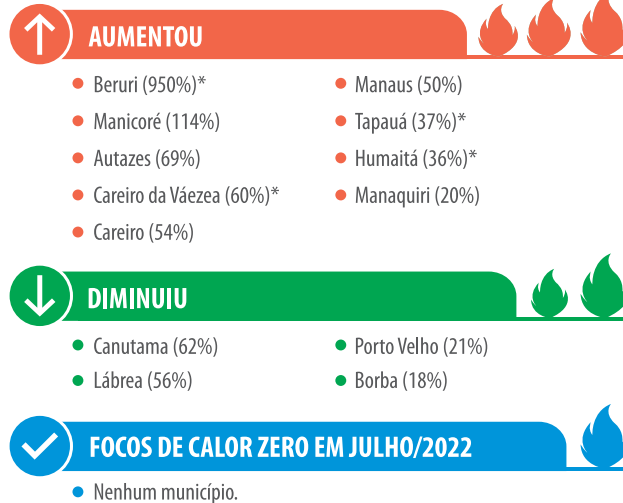 AUMENTOU
Beruri (950%)*
Manicoré (114%)
Autazes (69%)
Careiro da Váezea (60%)*
Careiro (54%)
Manaus (50%)
Tapauá (37%)*
Humaitá (36%)*
Manaquiri (20%)
DIMINUIU
Canutama (62%)
Lábrea (56%)
Porto Velho (21%)
Borba (18%)
FOCOS DE CALOR ZERO EM JULHO/2022
Nenhum município.